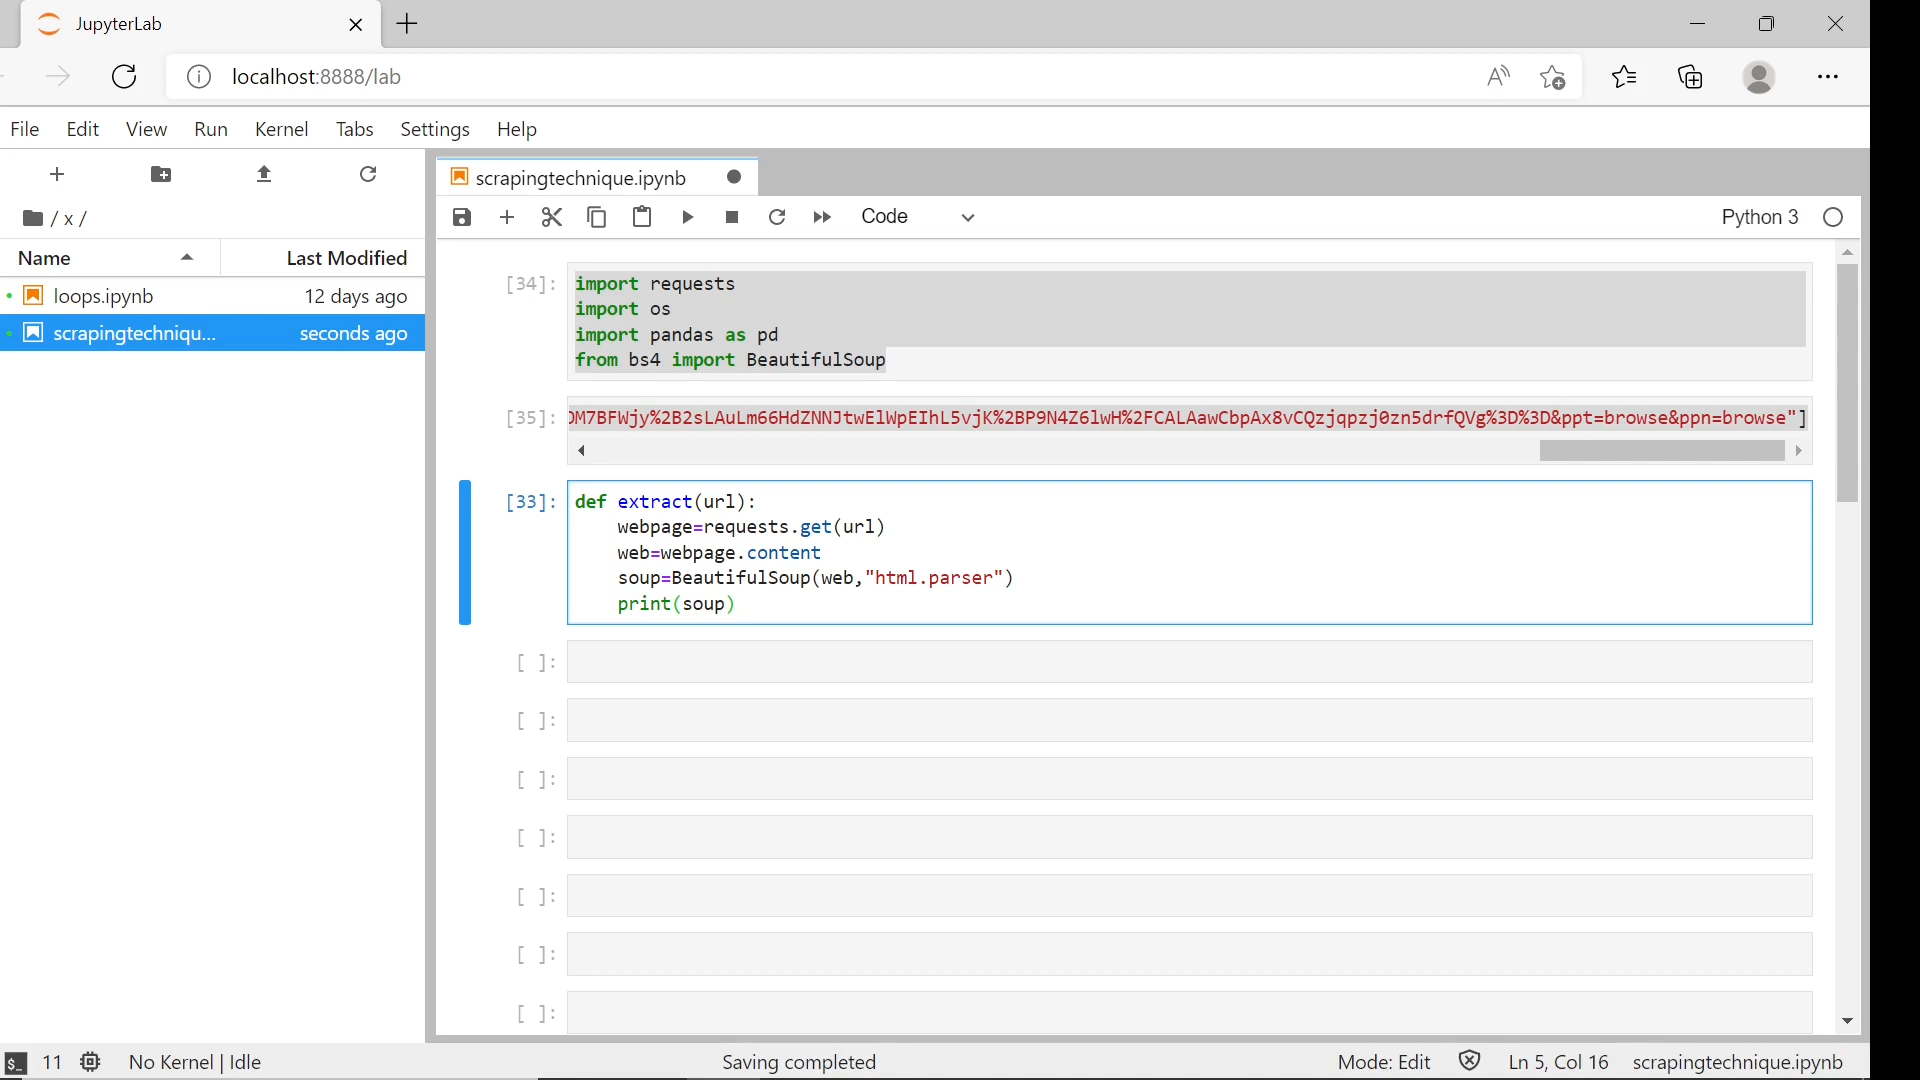 JupyterLab
localhost:8888/lab
File Edit View Run Kernel Tabs Settings Help
scrapingtechnique.ipynb
/ x /
Code
Python 3
Name Last Modified
loops.ipynb 12 days ago
scrapingtechniqu... seconds ago
[34]: import requests
import os
import pandas as pd
from bs4 import BeautifulSoup
[35]: OM7BFWjy%2B2sLAuLm66HdZNNJtwElWpEIhL5vjK%2BP9N4Z6lwH%2FCALAawCbpAx8vCQzjqpzj0zn5drfQVg%3D%3D&ppt=browse&ppn=browse"]
[33]: def extract(url):
webpage=requests.get(url)
web=webpage.content
soup=BeautifulSoup(web,"html.parser")
print(soup)
[ ]:
[ ]:
[ ]:
[ ]:
[ ]:
[ ]:
[ ]:
$_ 11 No Kernel | Idle Saving completed Mode: Edit Ln 5, Col 16 scrapingtechnique.ipynb